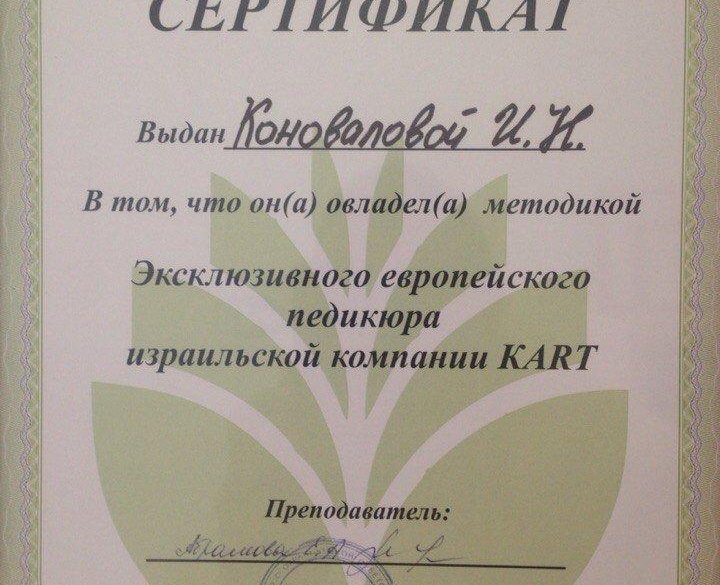 СЕРТИФИКАТ
Выдан Коноваловой И.Н.
В том, что он(а) овладел(а) методикой
Эксклюзивного европейского
педикюра
израильской компании KART
Преподаватель: